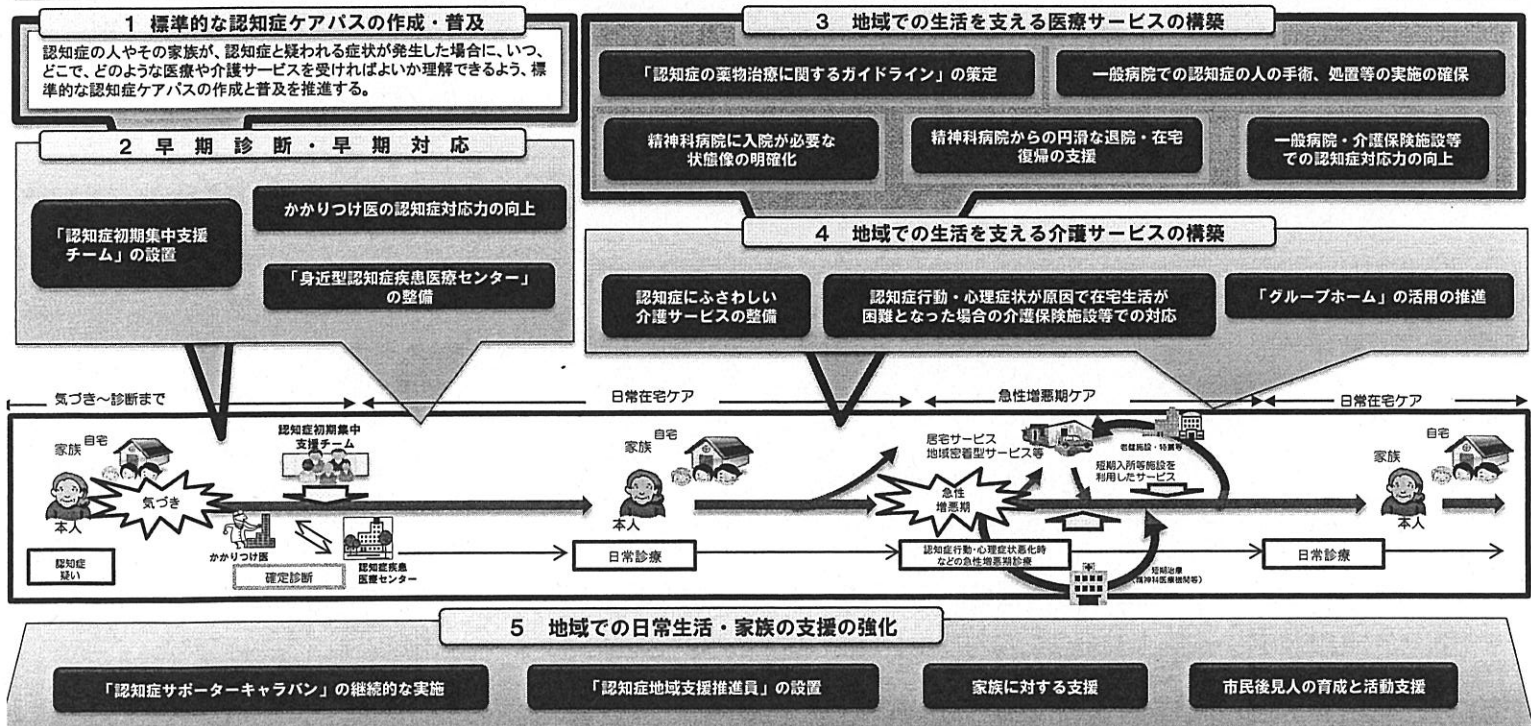 1 標準的な認知症ケアパスの作成・普及
認知症の人やその家族が、認知症と疑われる症状が発生した場合に、いつ、
どこで、どのような医療や介護サービスを受ければよいか理解できるよう、標
準的な認知症ケアパスの作成と普及を推進する。
2 早期診断・早期対応
「認知症初期集中支援
チーム」の設置
かかりつけ医の認知症対応力の向上
「身近型認知症疾患医療センター」
の整備
3 地域での生活を支える医療サービスの構築
「認知症の薬物治療に関するガイドライン」の策定
一般病院での認知症の人の手術、処置等の実施の確保
精神科病院に入院が必要な
状態像の明確化
精神科病院からの円滑な退院・在宅
復帰の支援
一般病院・介護保険施設等
での認知症対応力の向上
4 地域での生活を支える介護サービスの構築
認知症にふさわしい
介護サービスの整備
認知症行動・心理症状が原因で在宅生活が
困難となった場合の介護保険施設等での対応
「グループホーム」の活用の推進
気づき～診断まで
日常在宅ケア
急性増悪期ケア
日常在宅ケア
家族
自宅
本人
気づき
認知症初期集中
支援チーム
かかりつけ医
確定診断
認知症疾患
医療センター
認知症
疑い
家族
自宅
本人
日常診療
居宅サービス
地域密着型サービス等
急性
増悪期
老健施設・特養等
短期入所等施設を
利用したサービス
認知症行動・心理症状悪化時
などの急性増悪期診療
短期治療
(精神科医療機関等)
家族
自宅
本人
日常診療
5 地域での日常生活・家族の支援の強化
「認知症サポーターキャラバン」の継続的な実施
「認知症地域支援推進員」の設置
家族に対する支援
市民後見人の育成と活動支援